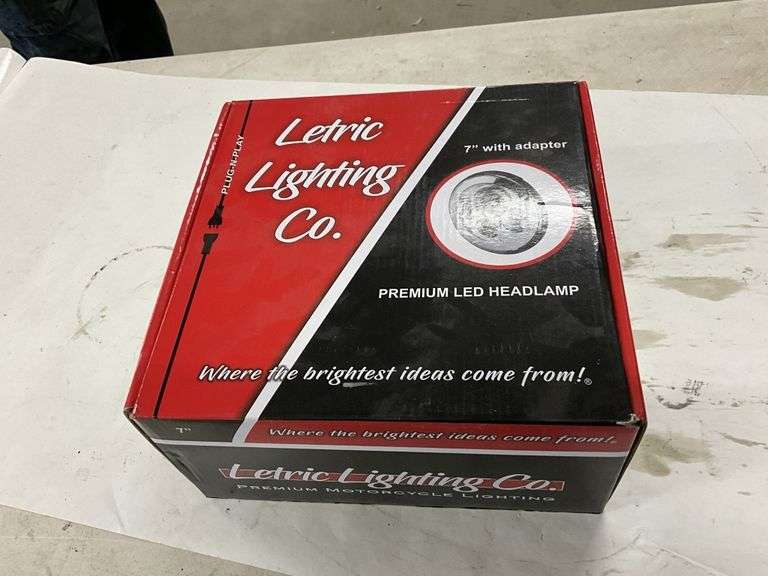 PLUG-N-PLAY
Letric
Lighting
Co.
7" with adapter
PREMIUM LED HEADLAMP
Where the brightest ideas come from!®
7"
Where the brightest ideas come from!®
Letric Lighting Co.
PREMIUM MOTORCYCLE LIGHTING